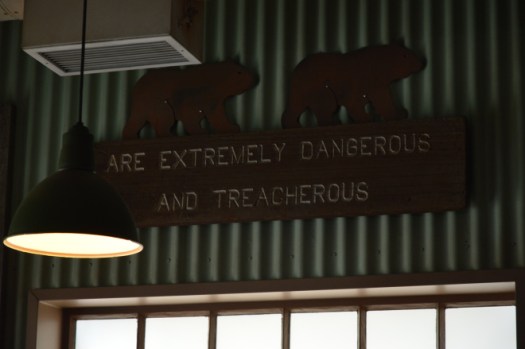 ARE EXTREMELY DANGEROUS
AND TREACHEROUS